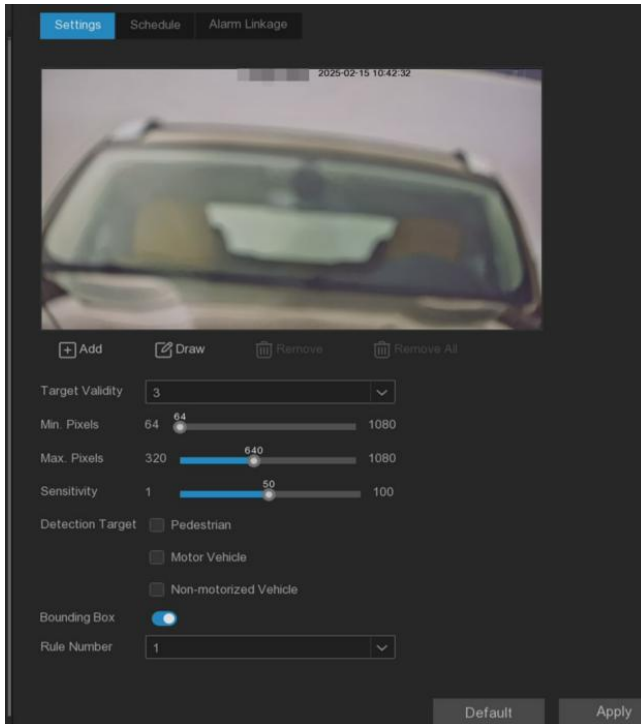 Settings Schedule Alarm Linkage
2025-02-15 10:42:32
Add Draw Remove Remove All
Target Validity 3
64
Min. Pixels 64 1080
640
Max. Pixels 320 1080
50
Sensitivity 1 100
Detection Target Pedestrian
Motor Vehicle
Non-motorized Vehicle
Bounding Box
Rule Number 1
Default Apply